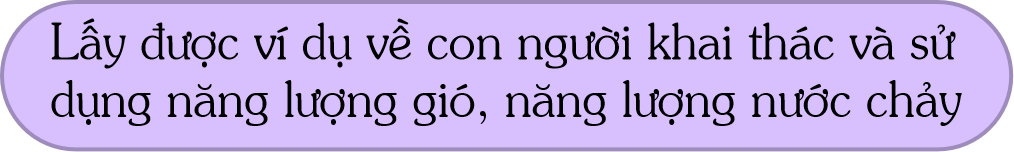 Lấy được ví dụ về con người khai thác và sử
dụng năng lượng gió, năng lượng nước chảy